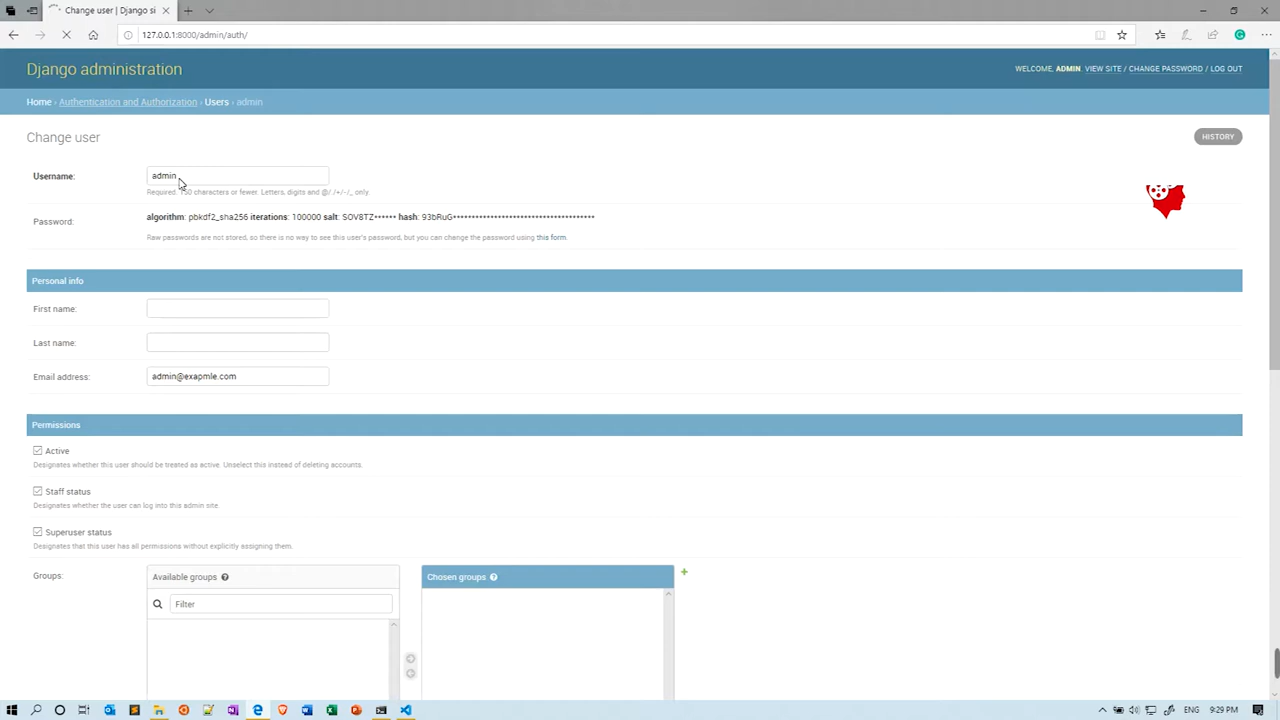 Change user | Django si
127.0.0.1:8000/admin/auth/
Django administration
WELCOME, ADMIN. VIEW SITE / CHANGE PASSWORD / LOG OUT
Home › Authentication and Authorization › Users › admin
Change user
HISTORY
Username:
admin
Required. 150 characters or fewer. Letters, digits and @/./+/-/_ only.
Password:
algorithm: pbkdf2_sha256 iterations: 100000 salt: SOV8TZ****** hash: 93bRuG**************************************
Raw passwords are not stored, so there is no way to see this user's password, but you can change the password using this form.
Personal info
First name:
Last name:
Email address:
admin@exapmle.com
Permissions
Active
Designates whether this user should be treated as active. Unselect this instead of deleting accounts.
Staff status
Designates whether the user can log into this admin site.
Superuser status
Designates that this user has all permissions without explicitly assigning them.
Groups:
Available groups
Chosen groups
Filter
9:29 PM